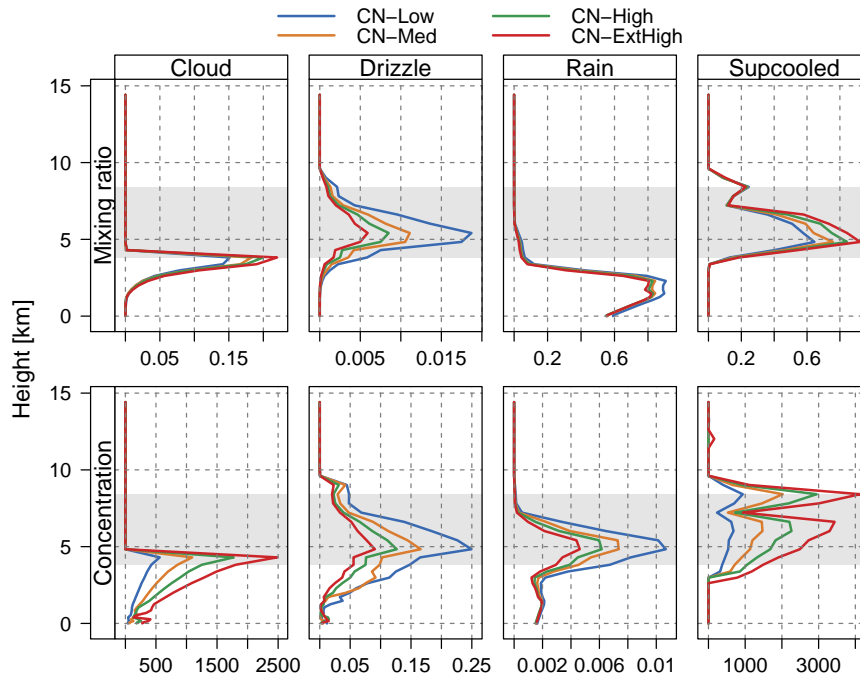 CN−Low CN−High
CN−Med CN−ExtHigh
Cloud Drizzle Rain Supcooled
Height [km]
Mixing ratio
15
10
5
0
0.05 0.15 0.005 0.015 0.2 0.6 0.2 0.6
Concentration
15
10
5
0
500 1500 2500 0.05 0.15 0.25 0.002 0.006 0.01 1000 3000